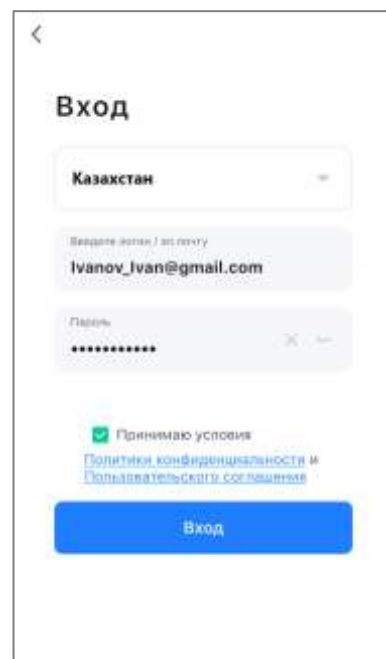 Вход
Казахстан
Введите логин / эл.почту
Ivanov_Ivan@gmail.com
Пароль
•••••••••••
Принимаю условия
Политики конфиденциальности и
Пользовательского соглашения
Вход